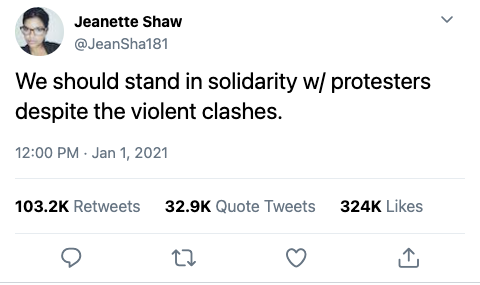 Jeanette Shaw
@JeanSha181
We should stand in solidarity w/ protesters
despite the violent clashes.
12:00 PM · Jan 1, 2021
103.2K Retweets 32.9K Quote Tweets 324K Likes